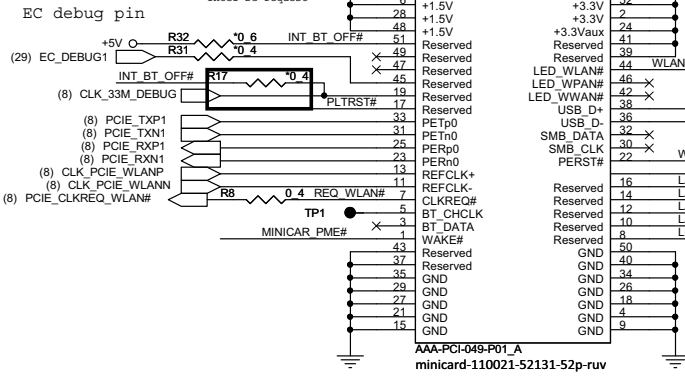 EC debug pin
+5V
R32
*0_6
INT_BT_OFF#
(29) EC_DEBUG1
R31
*0_4
INT_BT_OFF#
R17
*0_4
(8) CLK_33M_DEBUG
PLTRST#
(8) PCIE_TXP1
(8) PCIE_TXN1
(8) PCIE_RXP1
(8) PCIE_RXN1
(8) CLK_PCIE_WLANP
(8) CLK_PCIE_WLANN
(8) PCIE_CLKREQ_WLAN#
R8
0_4
REQ_WLAN#
TP1
MINICAR_PME#
6 +1.5V
28 +1.5V
48 +1.5V
51 Reserved
49 Reserved
47 Reserved
45 Reserved
19 Reserved
17 Reserved
33 PETp0
31 PETn0
25 PERp0
23 PERn0
13 REFCLK+
11 REFCLK-
7 CLKREQ#
5 BT_CHCLK
3 BT_DATA
1 WAKE#
43 Reserved
37 Reserved
35 GND
29 GND
27 GND
21 GND
15 GND
+3.3V 52
+3.3V 2
+3.3Vaux 24
Reserved 41
Reserved 39
LED_WLAN# 44 WLAN
LED_WPAN# 46
LED_WWAN# 42
USB_D+ 38
USB_D- 36
SMB_DATA 32
SMB_CLK 30
PERST# 22
Reserved 16
Reserved 14
Reserved 12
Reserved 10
Reserved 8
GND 50
GND 40
GND 34
GND 26
GND 18
GND 4
GND 9
AAA-PCI-049-P01_A
minicard-110021-52131-52p-ruv